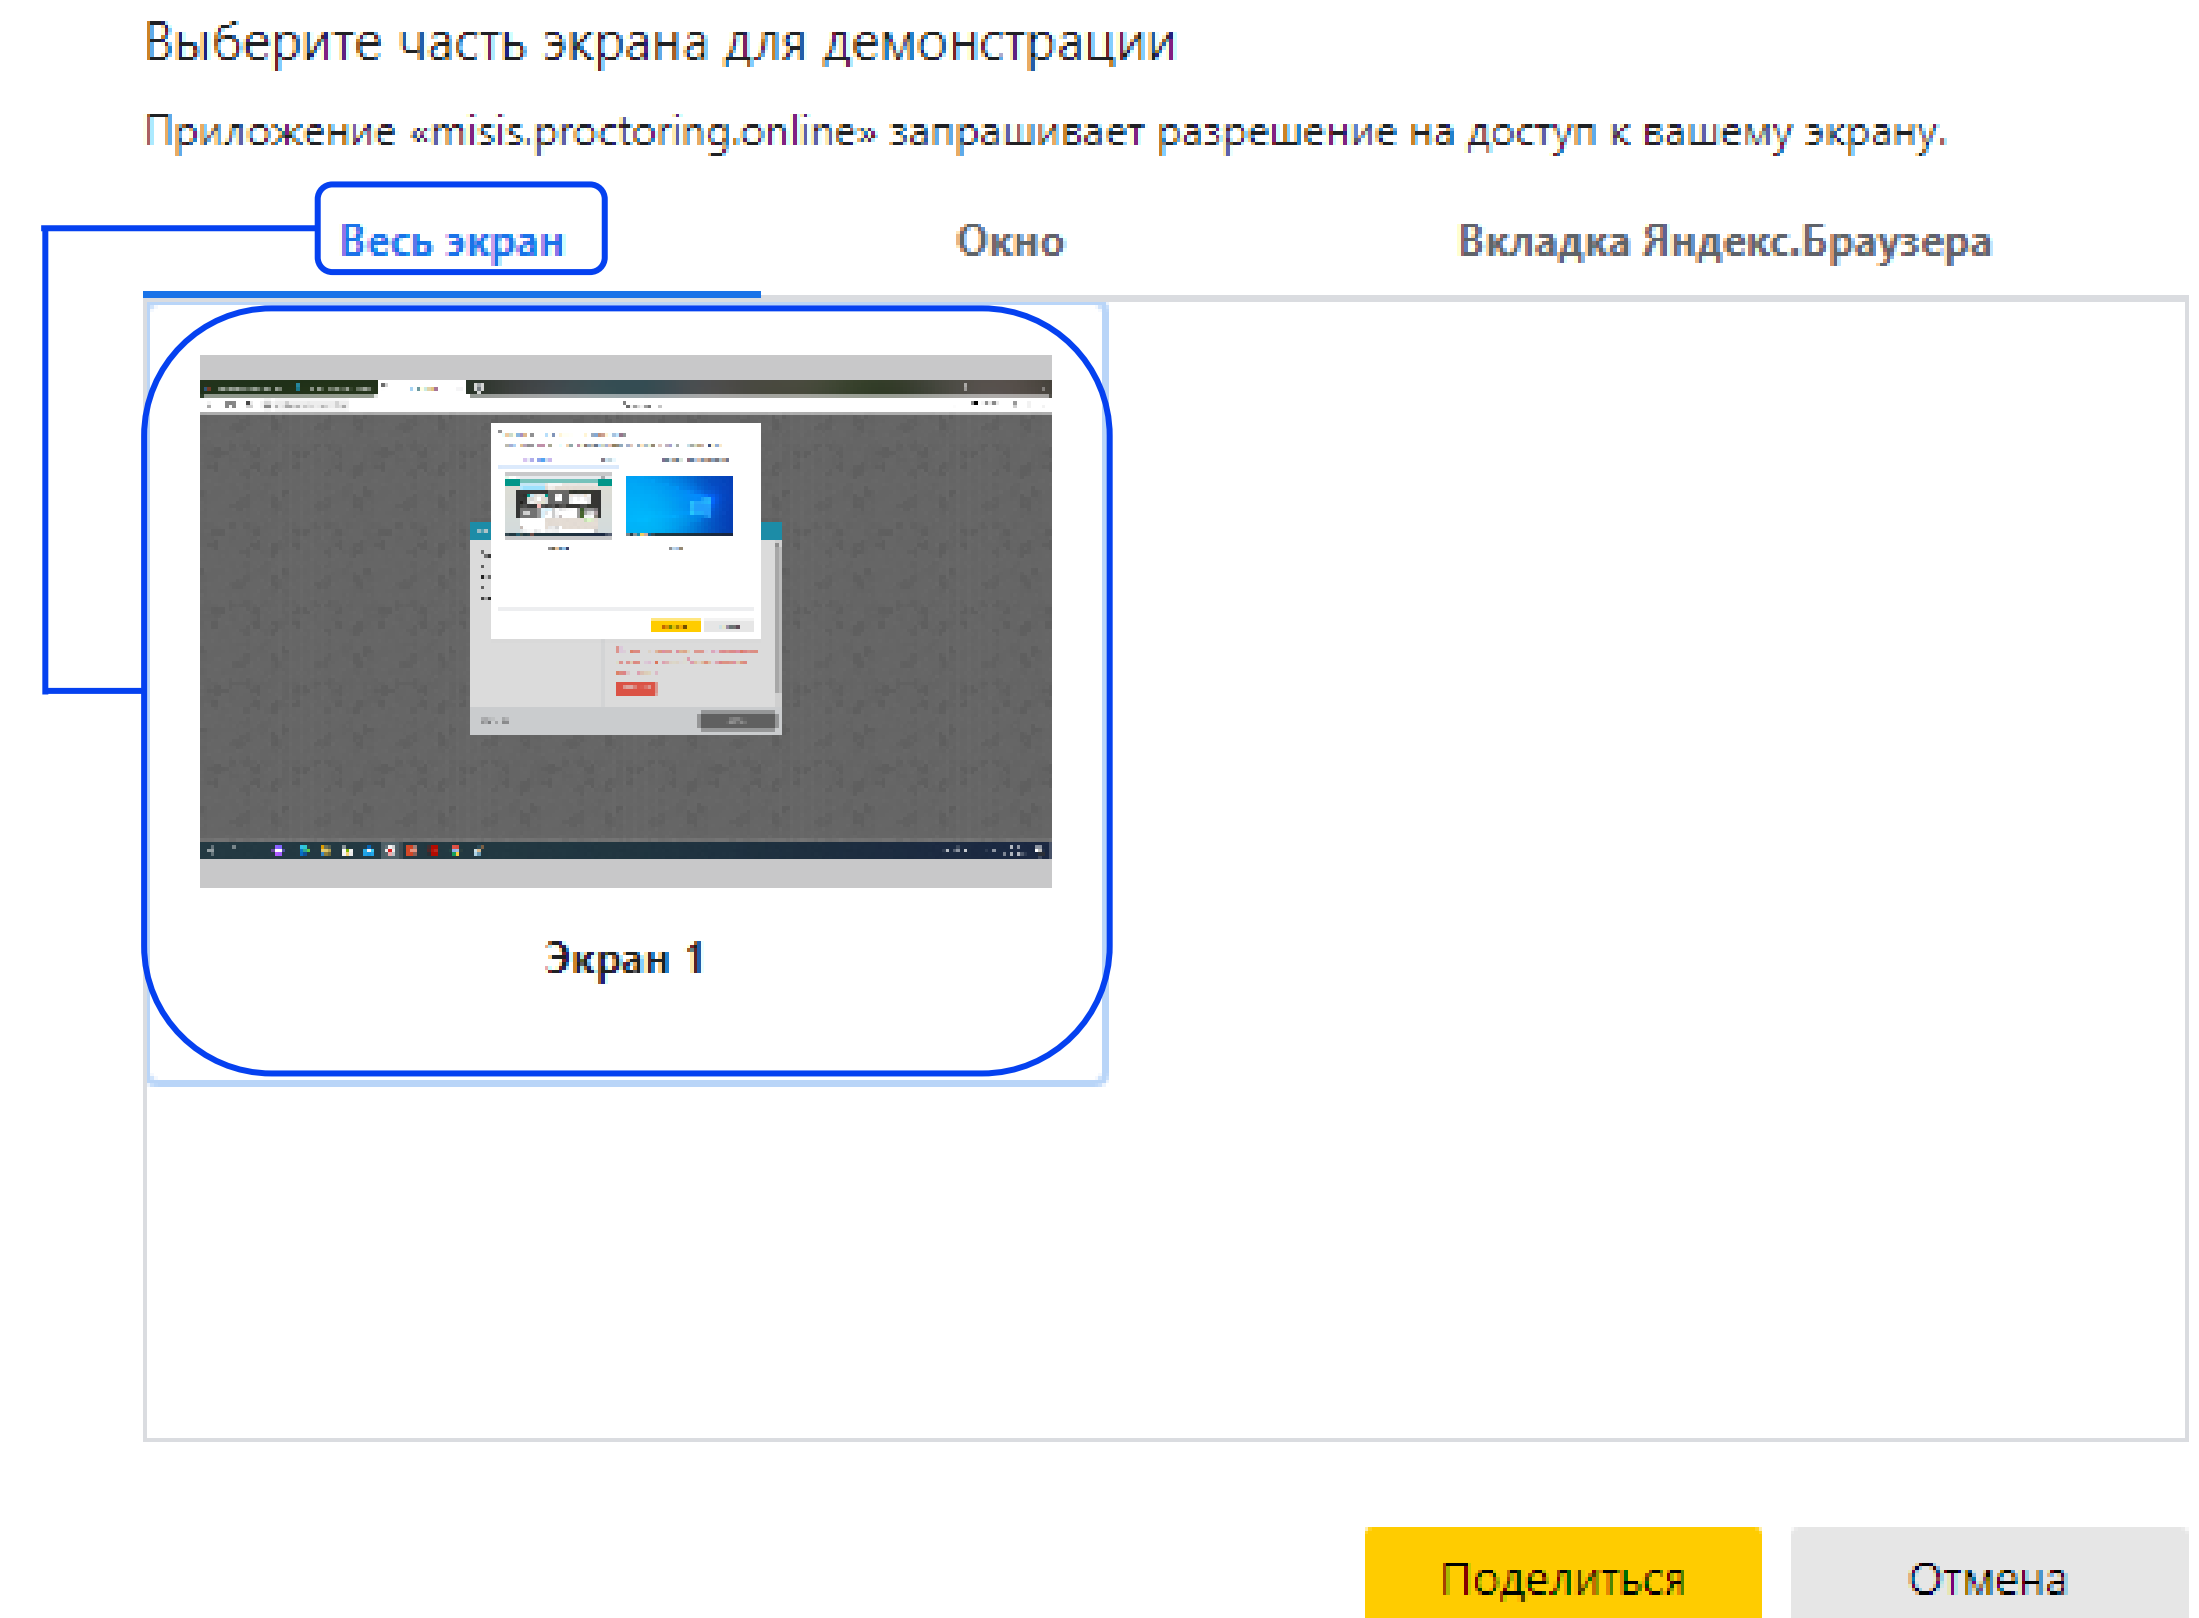 Выберите часть экрана для демонстрации
Приложение «misis.proctoring.online» запрашивает разрешение на доступ к вашему экрану.
Весь экран
Окно
Вкладка Яндекс.Браузера
Экран 1
Поделиться
Отмена